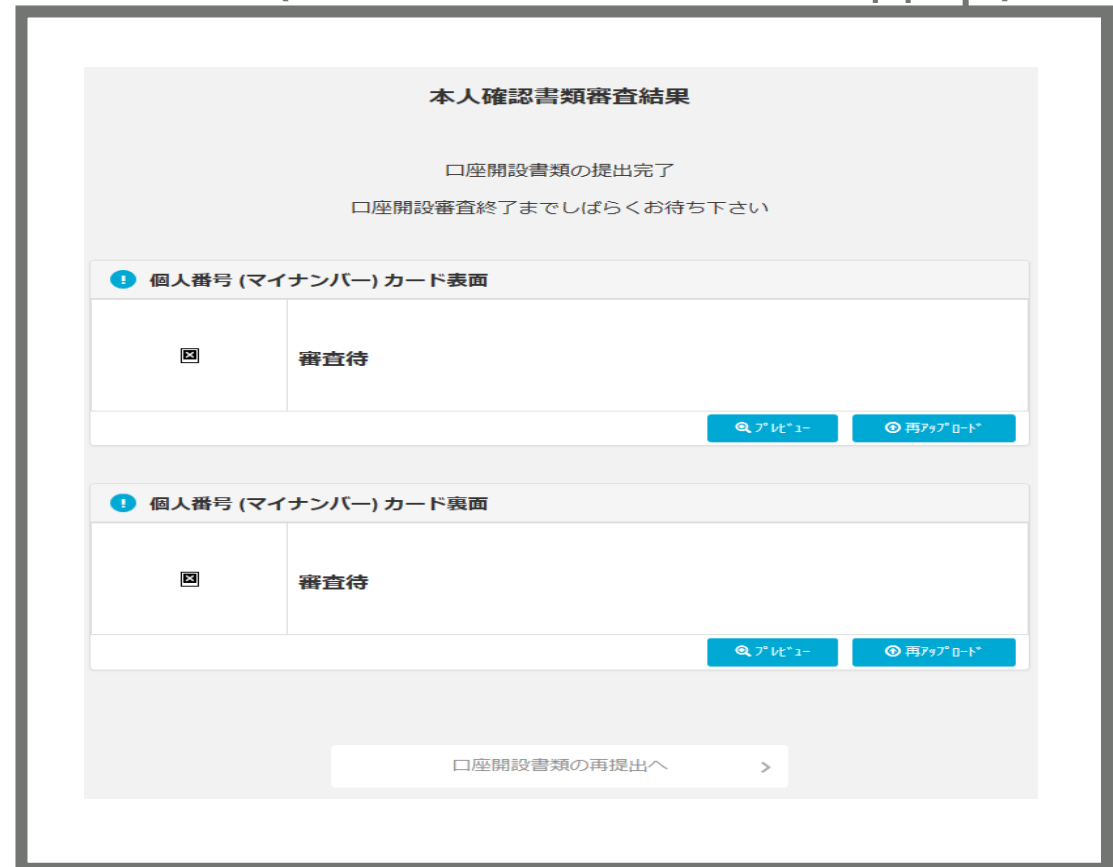 本人確認書類審査結果
口座開設書類の提出完了
口座開設審査終了までしばらくお待ち下さい
個人番号 (マイナンバー) カード表面
審査待
ﾌﾟﾚﾋﾞｭｰ
再ｱｯﾌﾟﾛｰﾄﾞ
個人番号 (マイナンバー) カード裏面
審査待
ﾌﾟﾚﾋﾞｭｰ
再ｱｯﾌﾟﾛｰﾄﾞ
口座開設書類の再提出へ >